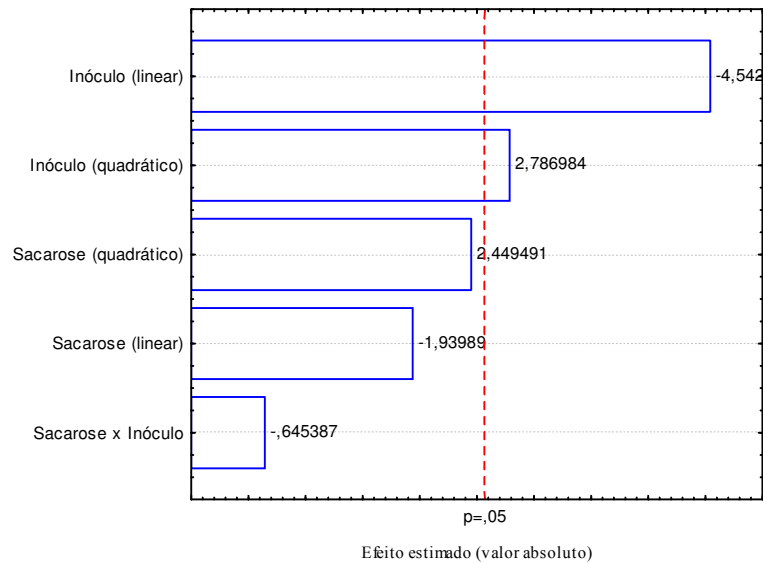 Inóculo (linear)
-4,542
Inóculo (quadrático)
2,786984
Sacarose (quadrático)
2,449491
Sacarose (linear)
-1,93989
Sacarose x Inóculo
-,645387
p=,05
Efeito estimado (valor absoluto)